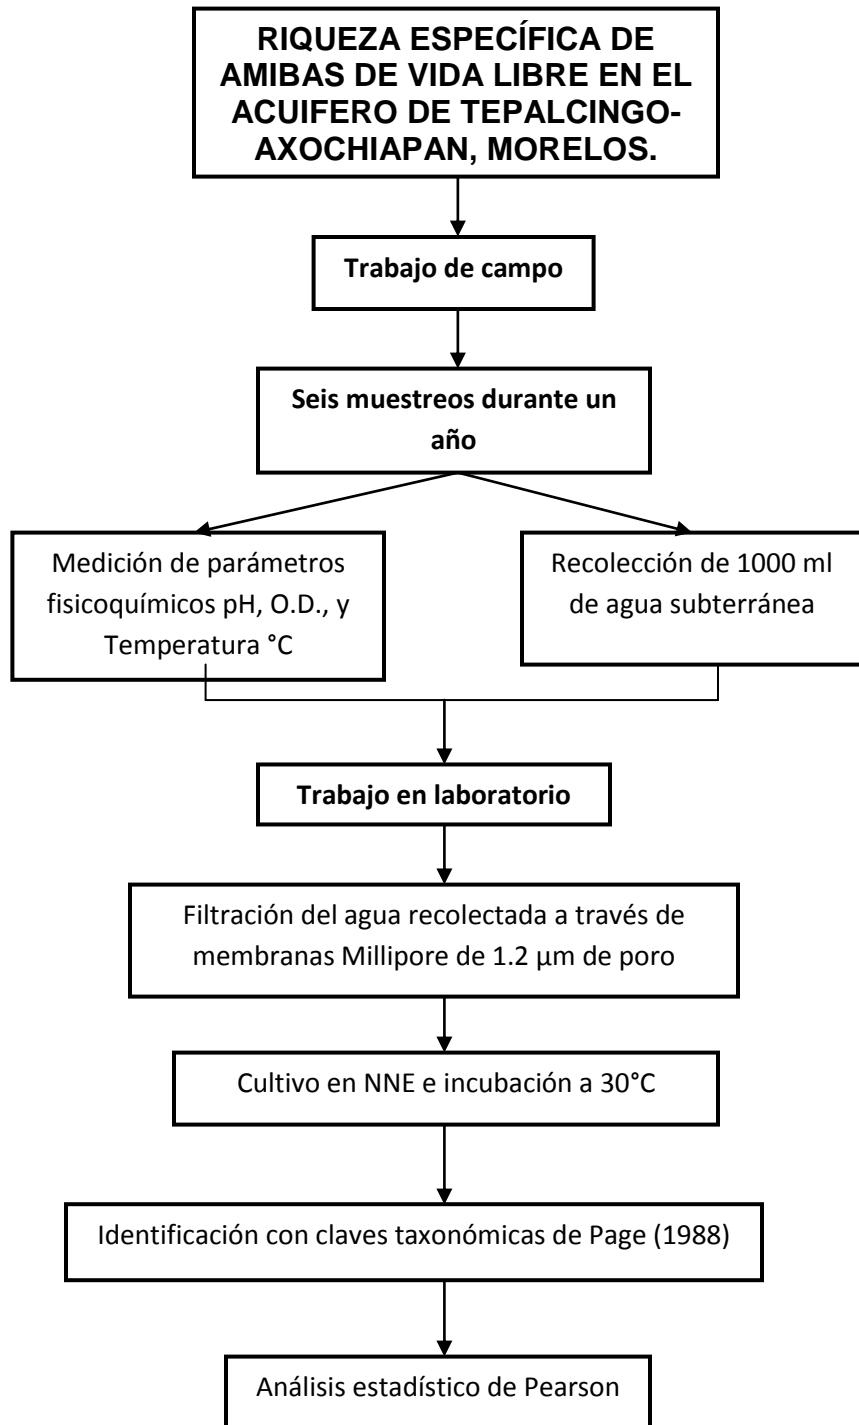 RIQUEZA ESPECÍFICA DE
AMIBAS DE VIDA LIBRE EN EL
ACUIFERO DE TEPALCINGO-
AXOCHIAPAN, MORELOS.
Trabajo de campo
Seis muestreos durante un
año
Medición de parámetros
fisicoquímicos pH, O.D., y
Temperatura °C
Recolección de 1000 ml
de agua subterránea
Trabajo en laboratorio
Filtración del agua recolectada a través de
membranas Millipore de 1.2 µm de poro
Cultivo en NNE e incubación a 30°C
Identificación con claves taxonómicas de Page (1988)
Análisis estadístico de Pearson